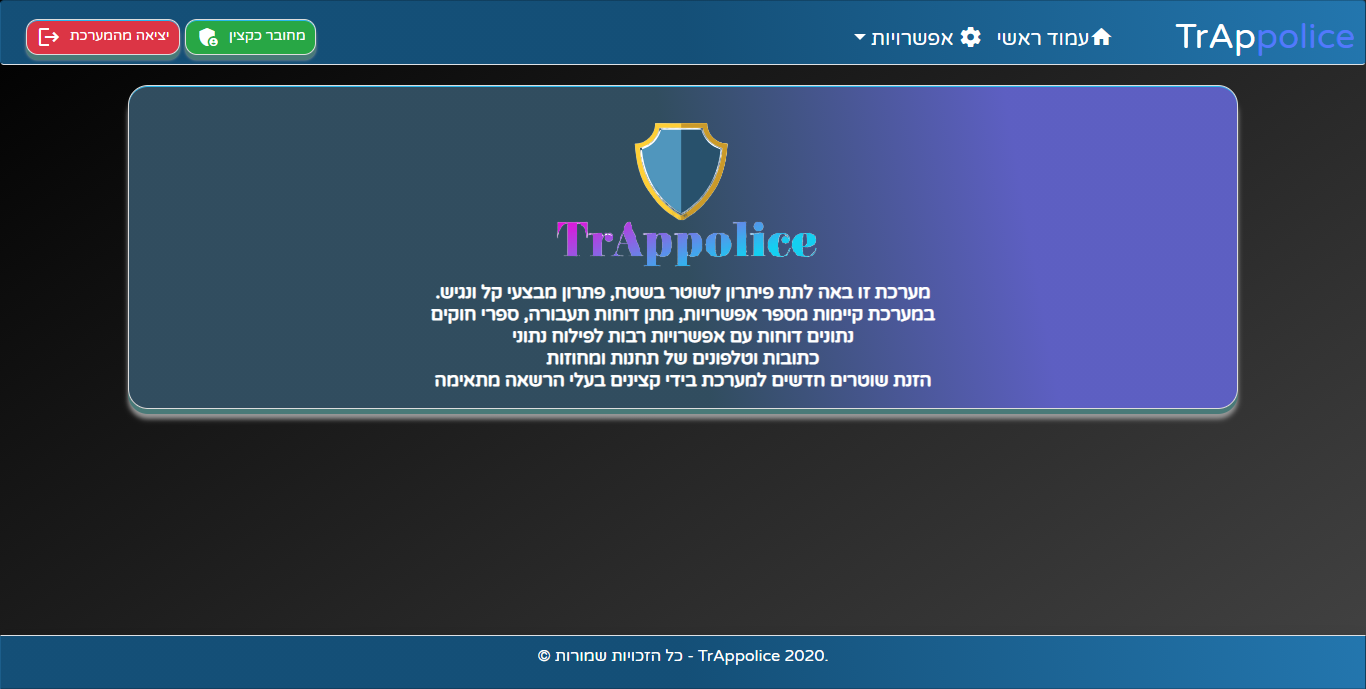 TrAppolice
עמוד ראשי
אפשרויות
מחובר כקצין
יציאה מהמערכת
TrAppolice
מערכת זו באה לתת פיתרון לשוטר בשטח, פתרון מבצעי קל ונגיש.
במערכת קיימות מספר אפשרויות, מתן דוחות תעבורה, ספרי חוקים
נתונים דוחות עם אפשרויות רבות לפילוח נתוני
כתובות וטלפונים של תחנות ומחוזות
הזנת שוטרים חדשים למערכת בידי קצינים בעלי הרשאה מתאימה
© כל הזכויות שמורות - TrAppolice 2020.